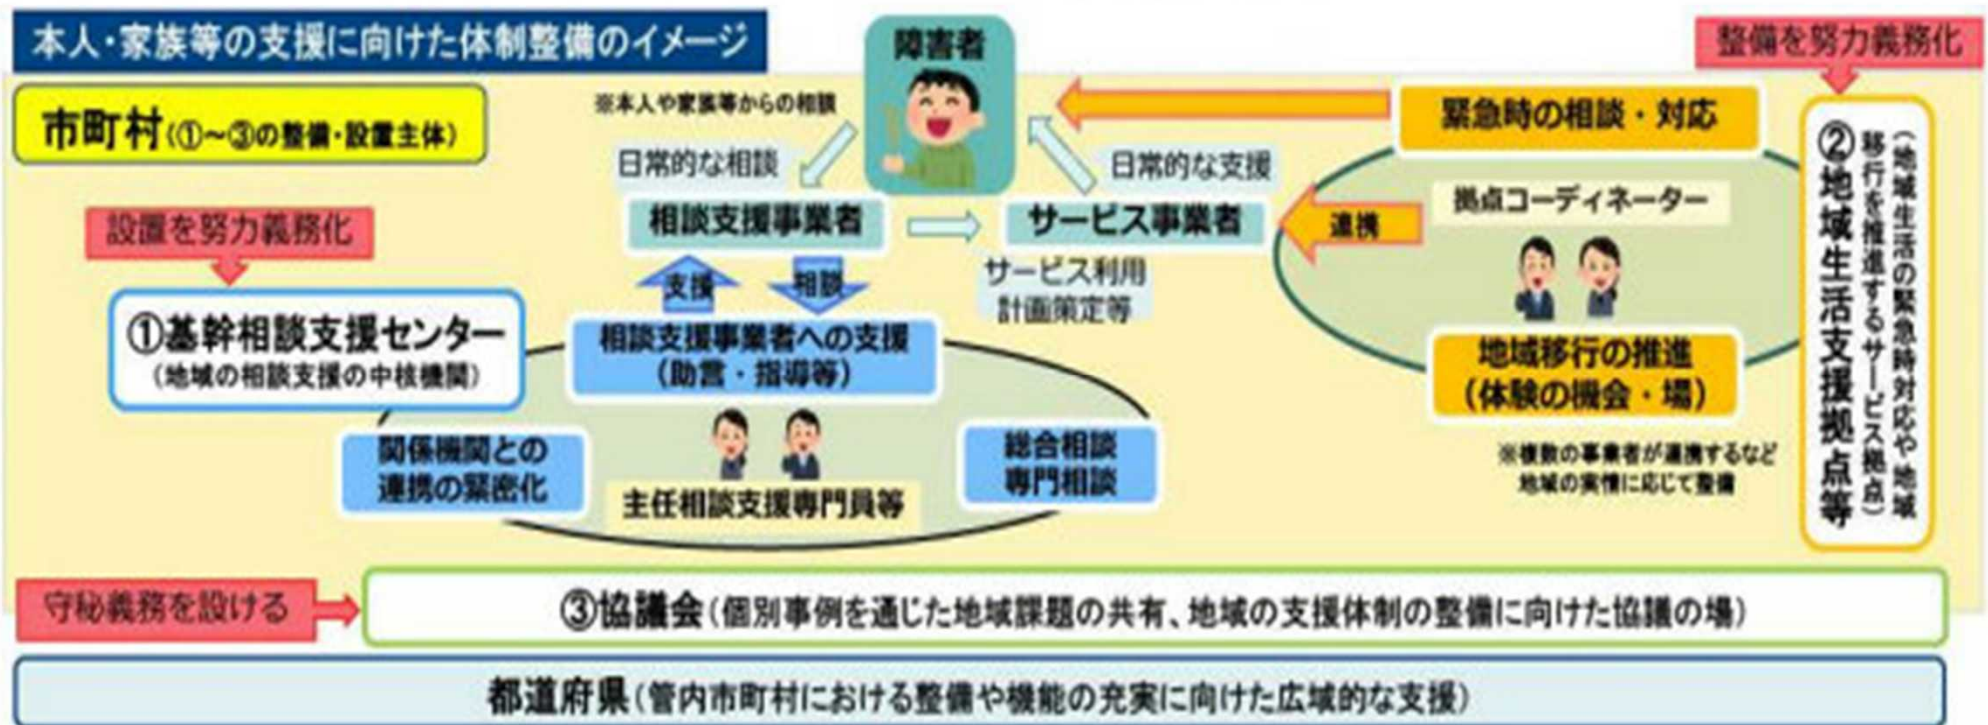 本人・家族等の支援に向けた体制整備のイメージ
障害者
整備を努力義務化
市町村(①~③の整備・設置主体)
※本人や家族等からの相談
緊急時の相談・対応
日常的な相談
日常的な支援
相談支援事業者
サービス事業者
連携
拠点コーディネーター
設置を努力義務化
支援
相談
サービス利用
計画策定等
①基幹相談支援センター
(地域の相談支援の中核機関)
相談支援事業者への支援
(助言・指導等)
地域移行の推進
(体験の機会・場)
関係機関との
連携の緊密化
総合相談
専門相談
主任相談支援専門員等
※複数の事業者が連携するなど
地域の実情に応じて整備
②地域生活支援拠点等
(地域生活の緊急時対応や地域
移行を推進するサービス拠点)
守秘義務を設ける
③協議会(個別事例を通じた地域課題の共有、地域の支援体制の整備に向けた協議の場)
都道府県(管内市町村における整備や機能の充実に向けた広域的な支援)